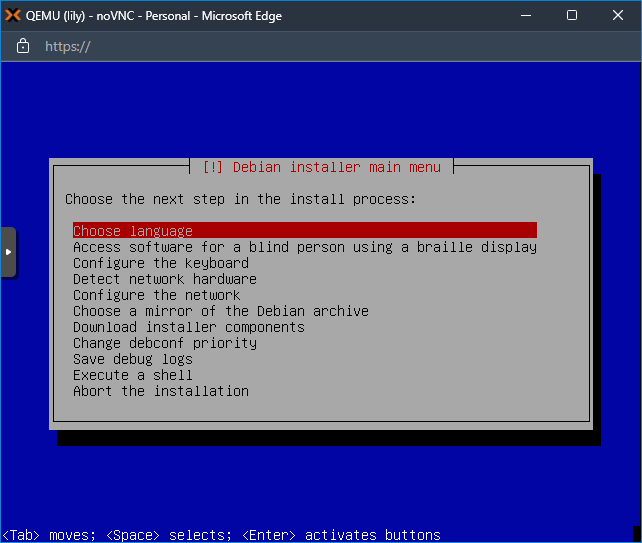 QEMU (lily) - noVNC - Personal - Microsoft Edge
https://
[!] Debian installer main menu
Choose the next step in the install process:
Choose language
Access software for a blind person using a braille display
Configure the keyboard
Detect network hardware
Configure the network
Choose a mirror of the Debian archive
Download installer components
Change debconf priority
Save debug logs
Execute a shell
Abort the installation
<Tab> moves; <Space> selects; <Enter> activates buttons